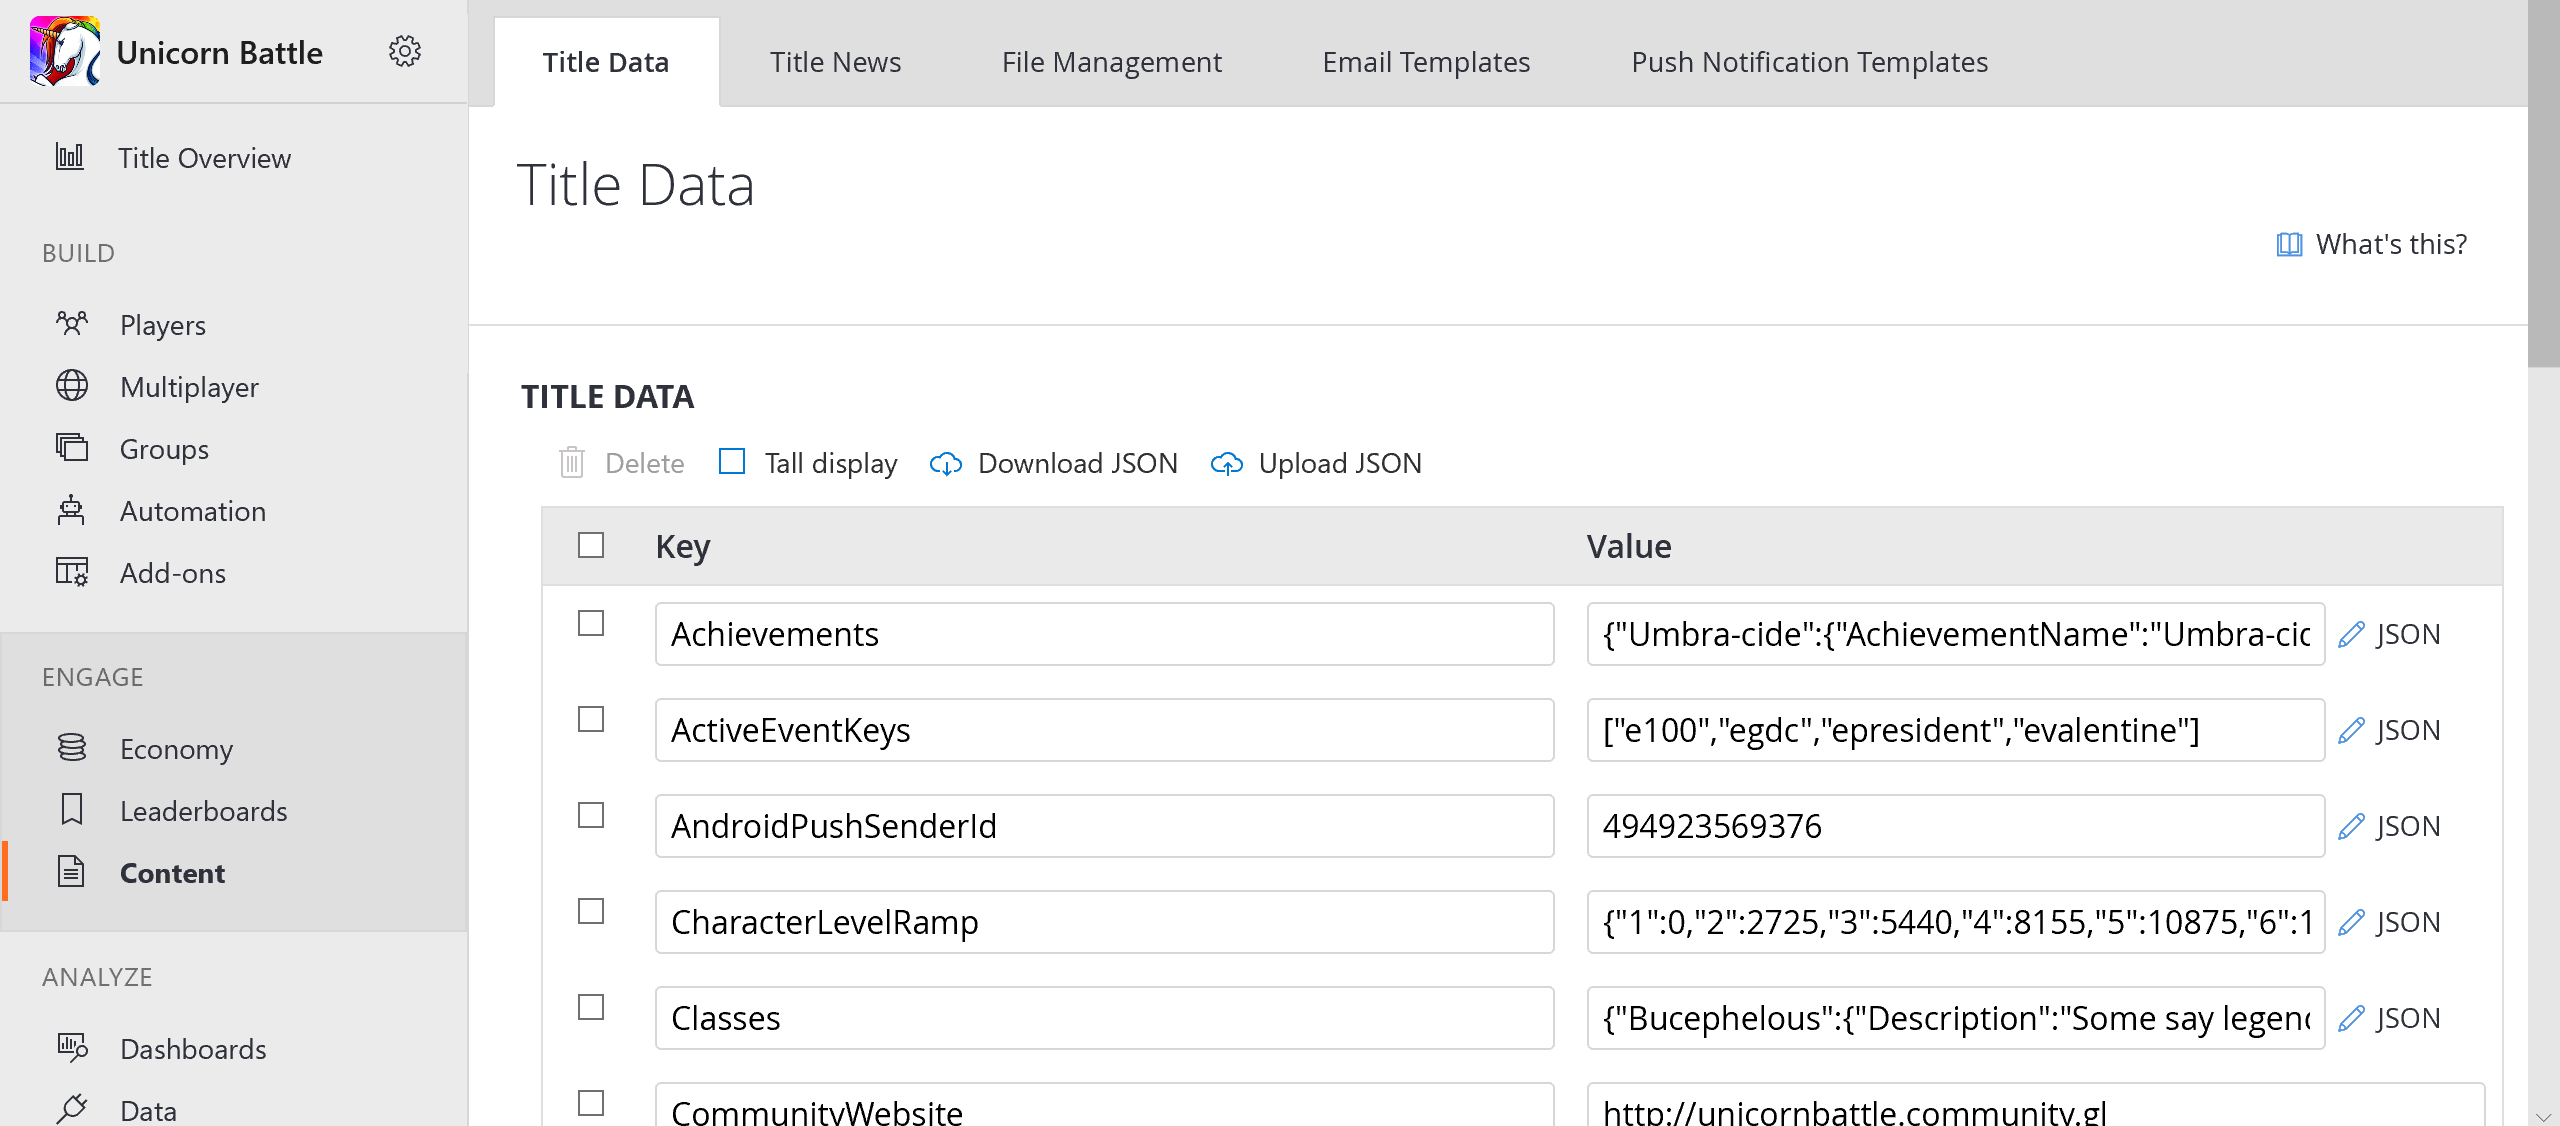 Unicorn Battle
Title Overview
BUILD
Players
Multiplayer
Groups
Automation
Add-ons
ENGAGE
Economy
Leaderboards
Content
ANALYZE
Dashboards
Data
Title Data Title News File Management Email Templates Push Notification Templates
Title Data
What's this?
TITLE DATA
Delete Tall display Download JSON Upload JSON
Key Value
Achievements {"Umbra-cide":{"AchievementName":"Umbra-cid JSON
ActiveEventKeys ["e100","egdc","epresident","evalentine"] JSON
AndroidPushSenderId 494923569376 JSON
CharacterLevelRamp {"1":0,"2":2725,"3":5440,"4":8155,"5":10875,"6":1 JSON
Classes {"Bucephelous":{"Description":"Some say legend JSON
CommunityWebsite http://unicornbattle.community.gl